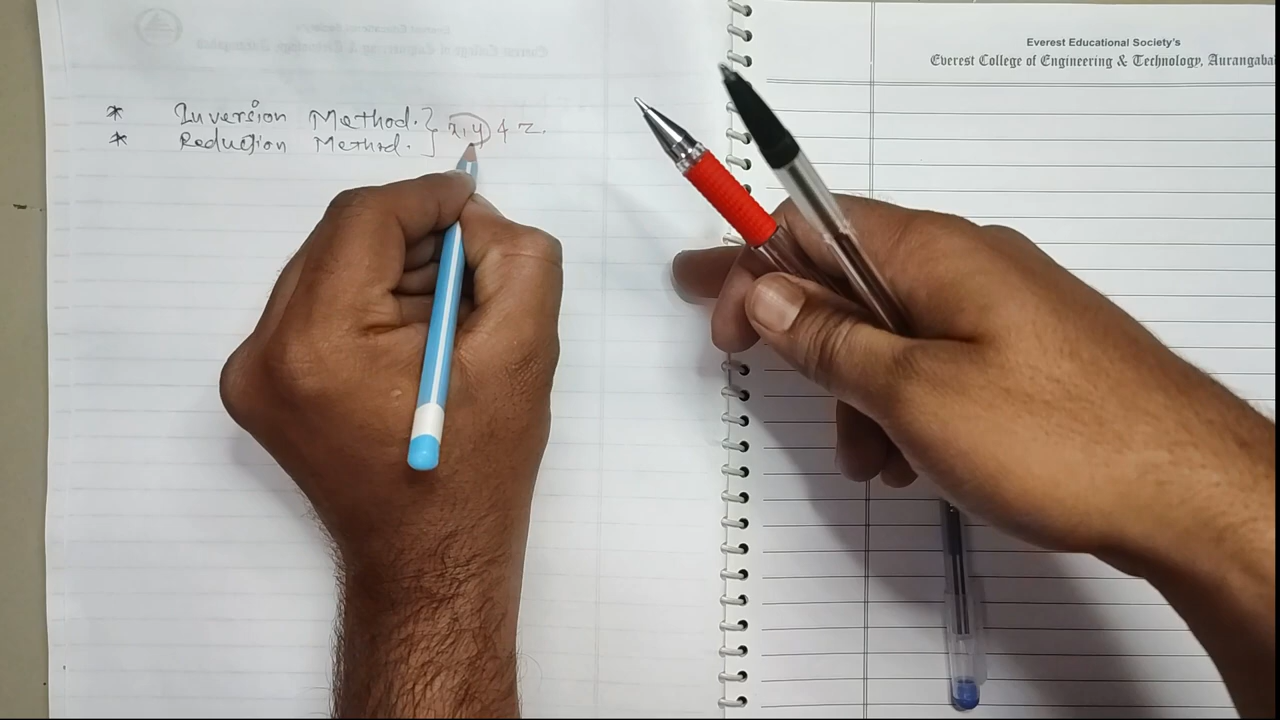 Everest Educational Society's
Everest College of Engineering & Technology, Aurangaba
* Inversion Method. } x, y & z.
* Reduction Method.